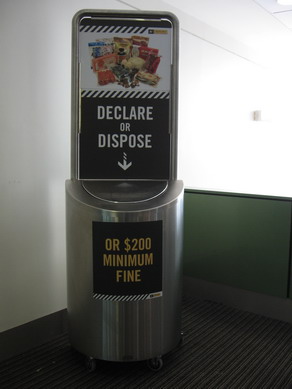 DECLARE
OR
DISPOSE
OR $200
MINIMUM
FINE